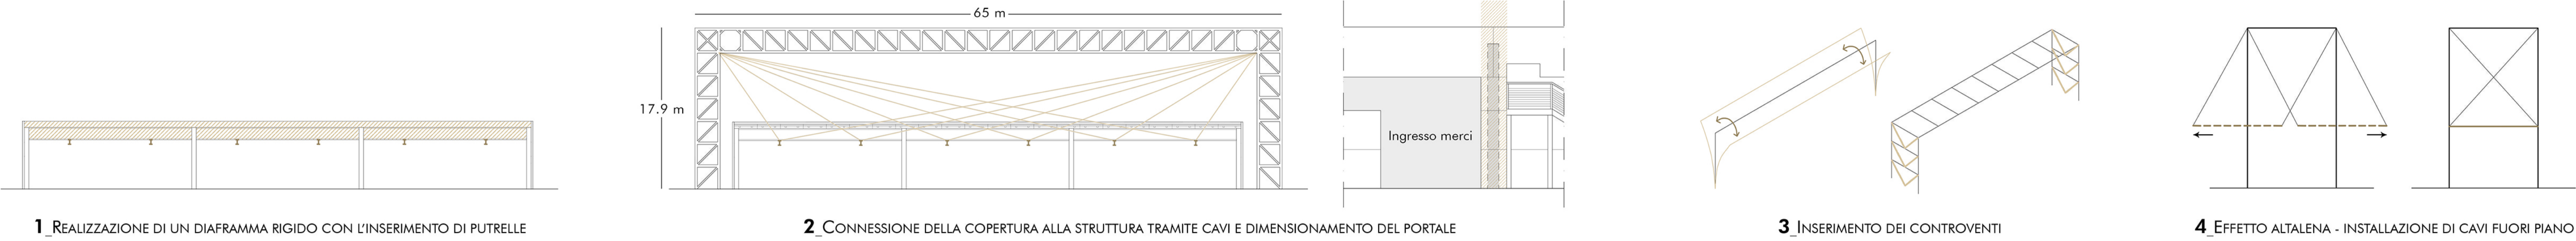 65 m
17.9 m
Ingresso merci
1_Realizzazione di un diaframma rigido con l'inserimento di putrelle
2_Connessione della copertura alla struttura tramite cavi e dimensionamento del portale
3_Inserimento dei controventi
4_Effetto altalena - installazione di cavi fuori piano